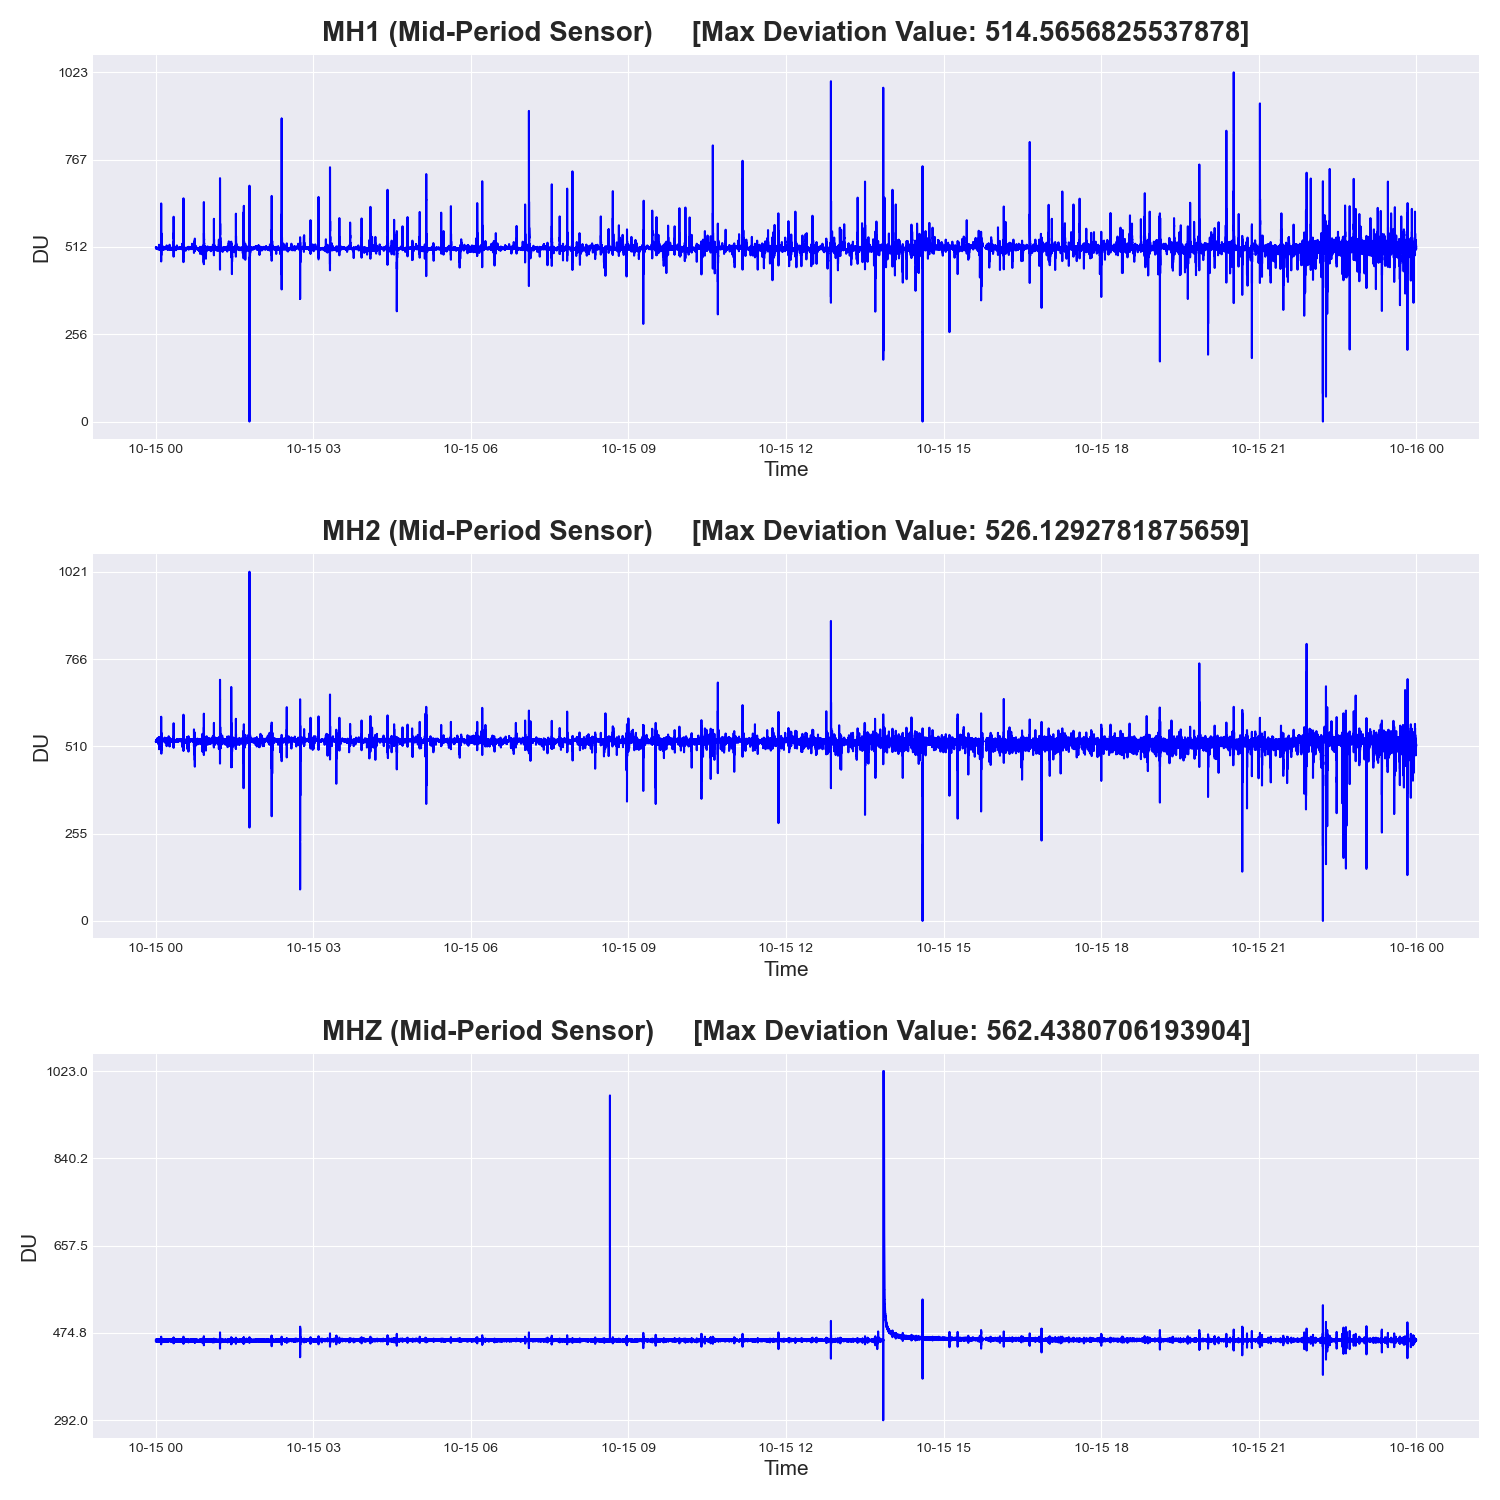 MH1 (Mid-Period Sensor) [Max Deviation Value: 514.5656825537878]
1023
767
512
256
0
DU
10-15 00 10-15 03 10-15 06 10-15 09 10-15 12 10-15 15 10-15 18 10-15 21 10-16 00
Time
MH2 (Mid-Period Sensor) [Max Deviation Value: 526.1292781875659]
1021
766
510
255
0
DU
10-15 00 10-15 03 10-15 06 10-15 09 10-15 12 10-15 15 10-15 18 10-15 21 10-16 00
Time
MHZ (Mid-Period Sensor) [Max Deviation Value: 562.4380706193904]
1023.0
840.2
657.5
474.8
292.0
DU
10-15 00 10-15 03 10-15 06 10-15 09 10-15 12 10-15 15 10-15 18 10-15 21 10-16 00
Time